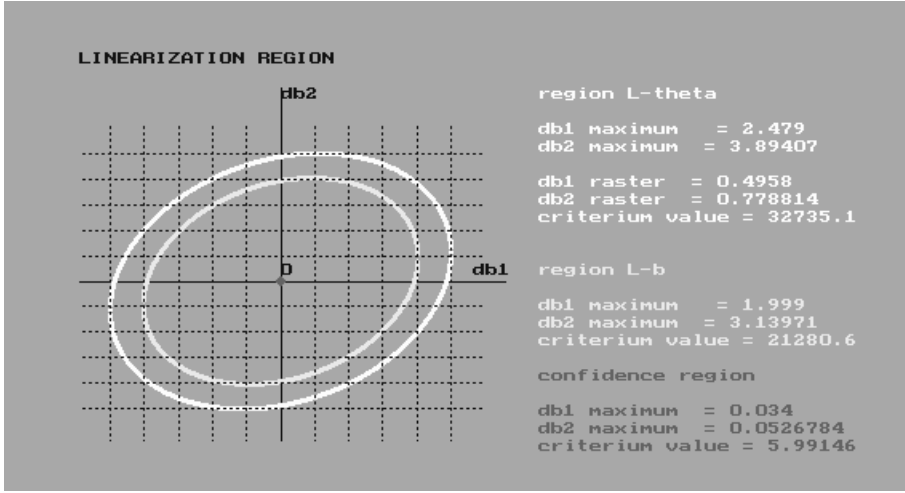 LINEARIZATION REGION
db2
0
db1
region L-theta
db1 maximum = 2.479
db2 maximum = 3.89407
db1 raster = 0.4958
db2 raster = 0.778814
criterium value = 32735.1
region L-b
db1 maximum = 1.999
db2 maximum = 3.13971
criterium value = 21280.6
confidence region
db1 maximum = 0.034
db2 maximum = 0.0526784
criterium value = 5.99146